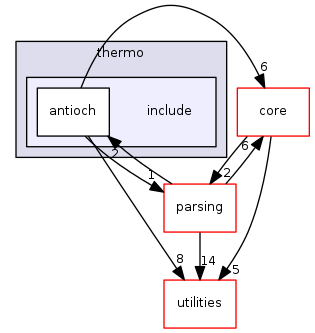 thermo
6
antioch
include
core
2
1
6
2
parsing
8
14
5
utilities